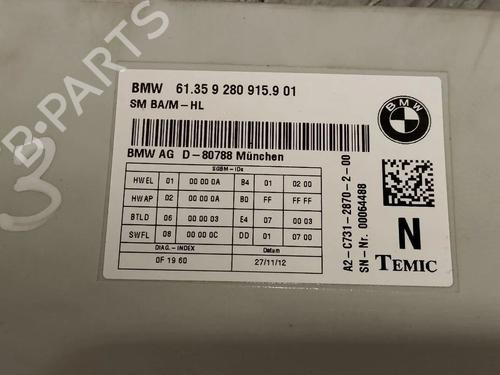 BMW 61.35 9 280 915.9 01
SM BA/M-HL
BMW
BMW AG D-80788 München
SGBM-IDs
HWEL 01 00 00 0A B4 01 02 00
HWAP 02 00 00 0A B0 FF FF FF
BTLD 06 00 00 03 E4 07 00 03
SWFL 08 00 00 0C DD 01 07 00
DIAG.-INDEX Datum
0F 19 60 27/11/12
A2-C731-2870-2-00
SN-Nr. 00064488
N
TEMIC
B-PARTS